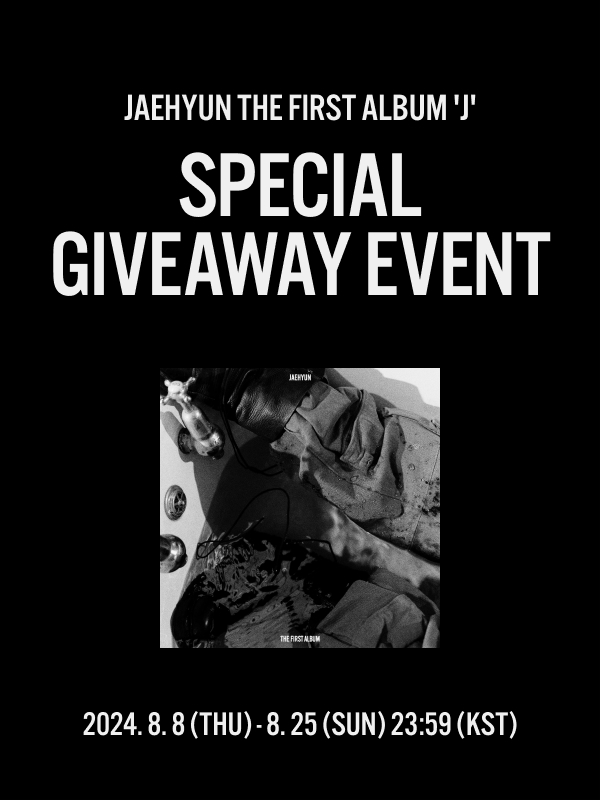 JAEHYUN THE FIRST ALBUM 'J'
SPECIAL
GIVEAWAY EVENT
JAEHYUN
THE FIRST ALBUM
2024. 8. 8 (THU) - 8. 25 (SUN) 23:59 (KST)